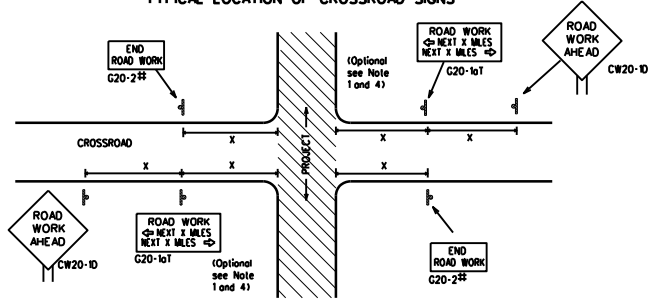 TYPICAL LOCATION OF CROSSROAD SIGNS
ROAD
WORK
AHEAD
CW20-1D
ROAD WORK
⇦ NEXT X MILES
NEXT X MILES ⇨
G20-1aT
(Optional
see Note
1 and 4)
END
ROAD WORK
G20-2#
X
X
X
CROSSROAD
PROJECT
X
X
X
ROAD
WORK
AHEAD
CW20-1D
ROAD WORK
⇦ NEXT X MILES
NEXT X MILES ⇨
G20-1aT
(Optional
see Note
1 and 4)
END
ROAD WORK
G20-2#